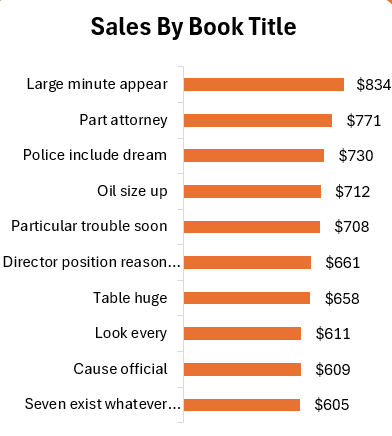 Sales By Book Title
Large minute appear $834
Part attorney $771
Police include dream $730
Oil size up $712
Particular trouble soon $708
Director position reason... $661
Table huge $658
Look every $611
Cause official $609
Seven exist whatever... $605